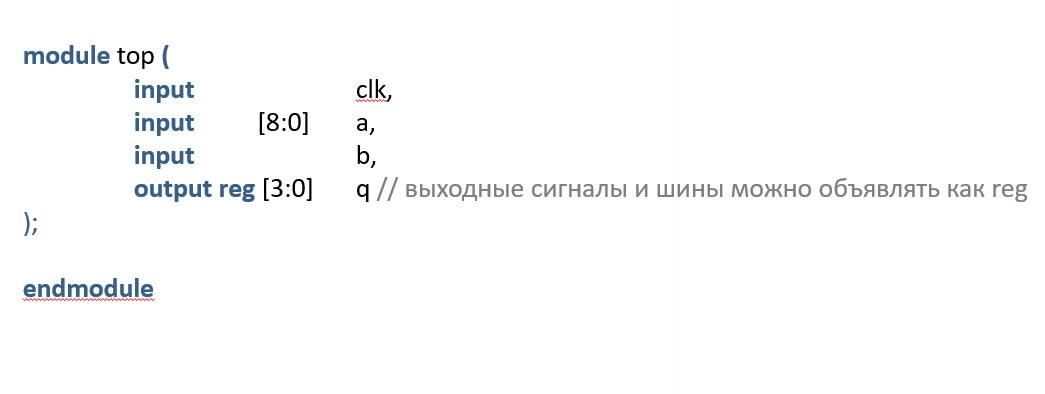 module top (
input clk,
input [8:0] a,
input b,
output reg [3:0] q // выходные сигналы и шины можно объявлять как reg
);
endmodule